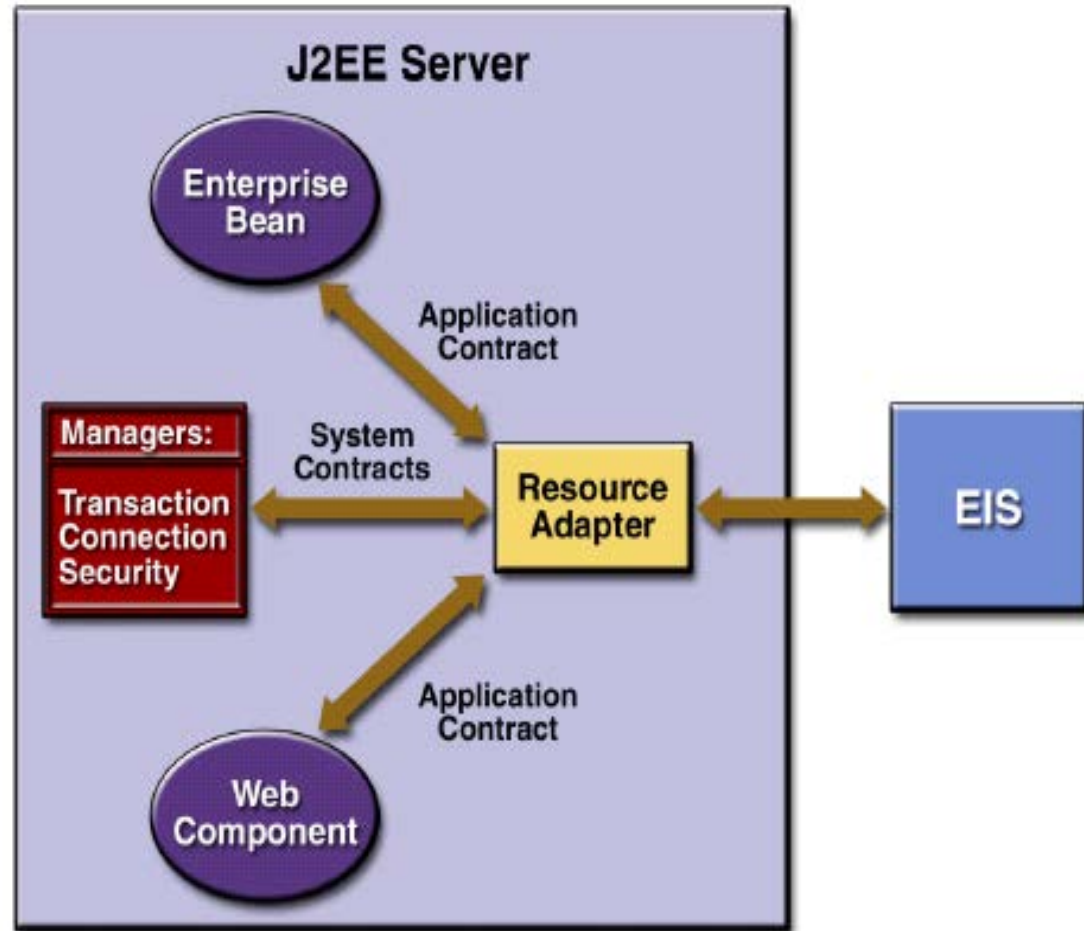 J2EE Server
Enterprise
Bean
Application
Contract
Managers:
Transaction
Connection
Security
System
Contracts
Resource
Adapter
EIS
Application
Contract
Web
Component